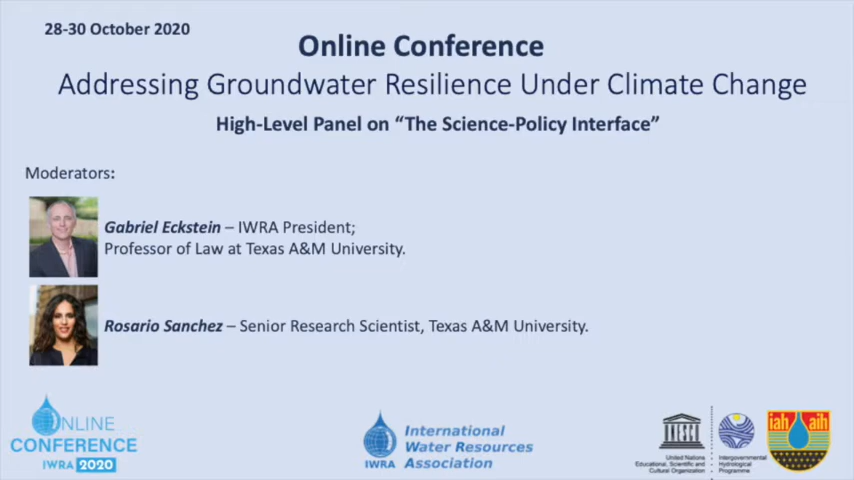 28-30 October 2020
Online Conference
Addressing Groundwater Resilience Under Climate Change
High-Level Panel on “The Science-Policy Interface”
Moderators:
Gabriel Eckstein – IWRA President;
Professor of Law at Texas A&M University.
Rosario Sanchez – Senior Research Scientist, Texas A&M University.
ONLINE
CONFERENCE
IWRA 2020
IWRA
International
Water Resources
Association
United Nations
Educational, Scientific and
Cultural Organization
Intergovernmental
Hydrological
Programme
iah aih